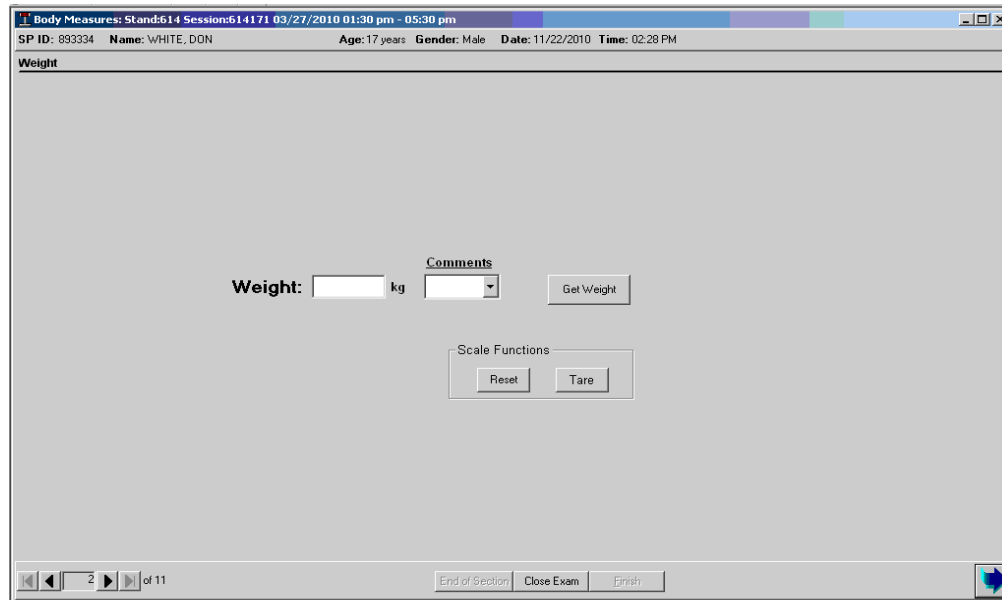 Body Measures: Stand:614 Session:614171 03/27/2010 01:30 pm - 05:30 pm
SP ID: 893334 Name: WHITE, DON Age: 17 years Gender: Male Date: 11/22/2010 Time: 02:28 PM
Weight
Comments
Weight: kg Get Weight
Scale Functions
Reset Tare
2 of 11 End of Section Close Exam Finish